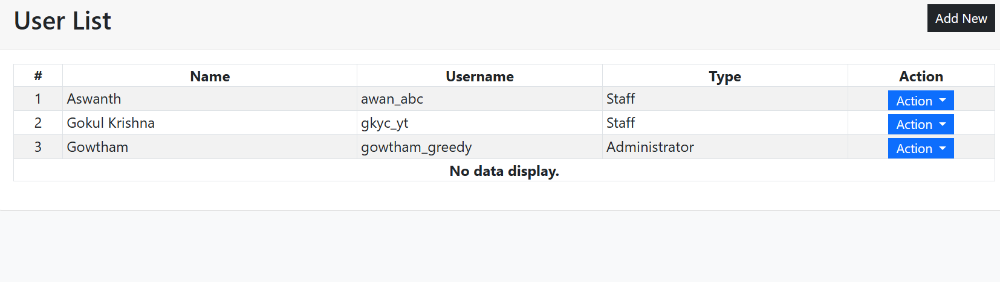 User List
Add New
# Name Username Type Action
1 Aswanth awan_abc Staff Action
2 Gokul Krishna gkyc_yt Staff Action
3 Gowtham gowtham_greedy Administrator Action
No data display.